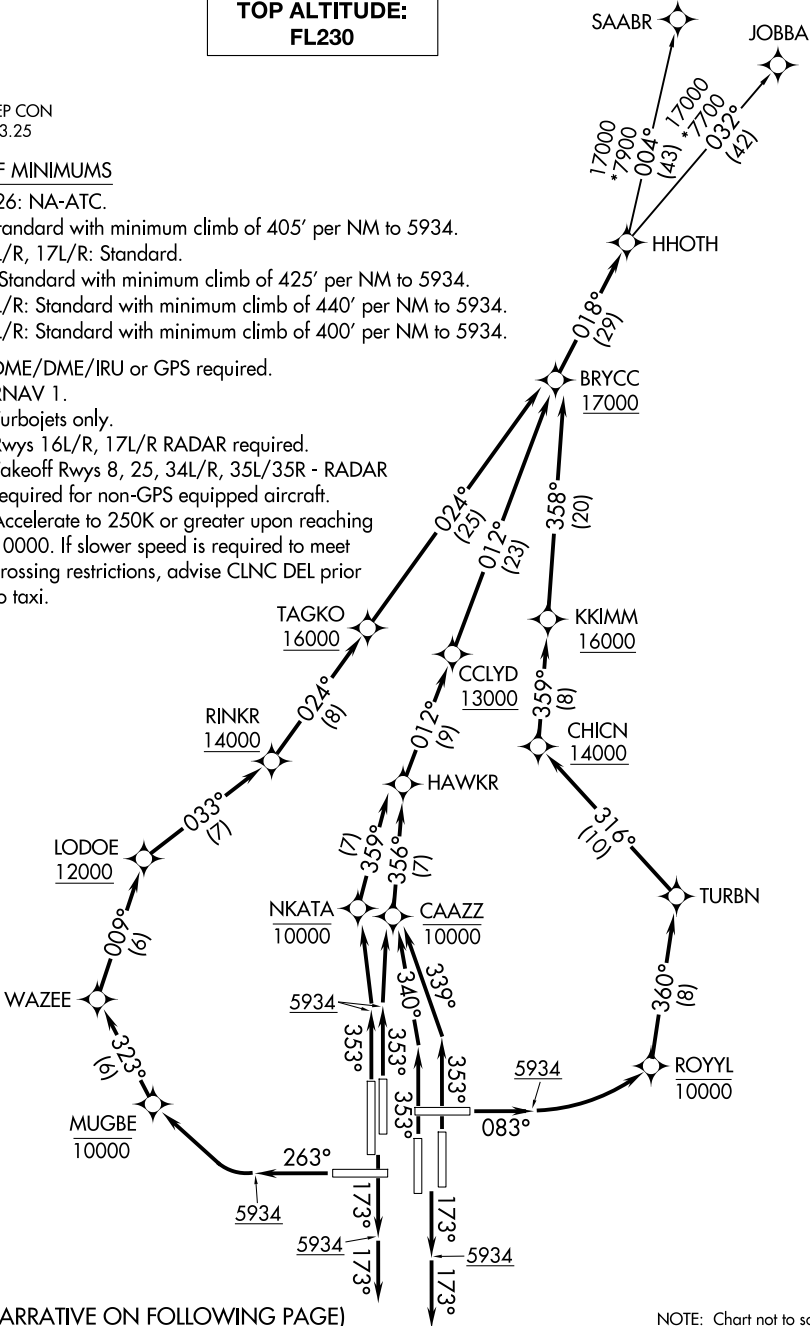 TOP ALTITUDE:
FL230
SAABR
JOBBA
EP CON
3.25
F MINIMUMS
26: NA-ATC.
tandard with minimum climb of 405' per NM to 5934.
L/R, 17L/R: Standard.
Standard with minimum climb of 425' per NM to 5934.
L/R: Standard with minimum climb of 440' per NM to 5934.
L/R: Standard with minimum climb of 400' per NM to 5934.
DME/DME/IRU or GPS required.
RNAV 1.
Turbojets only.
Rwys 16L/R, 17L/R RADAR required.
Takeoff Rwys 8, 25, 34L/R, 35L/35R - RADAR
required for non-GPS equipped aircraft.
Accelerate to 250K or greater upon reaching
10000. If slower speed is required to meet
crossing restrictions, advise CLNC DEL prior
to taxi.
17000
*7900
004°
(43)
17000
*7700
032°
(42)
HHOTH
018°
(29)
BRYCC
17000
024°
(25)
012°
(23)
358°
(20)
TAGKO
16000
KKIMM
16000
CCLYD
13000
024°
(8)
012°
(9)
359°
(8)
RINKR
14000
CHICN
14000
HAWKR
033°
(7)
(7)
359°
356°
(7)
316°
(10)
LODOE
12000
NKATA
10000
CAAZZ
10000
TURBN
009°
(6)
WAZEE
340°
339°
360°
(8)
5934
323°
(6)
353°
353°
353°
353°
5934
ROYYL
10000
MUGBE
10000
083°
263°
5934
173°
173°
5934
5934
173°
173°
ARRATIVE ON FOLLOWING PAGE)
NOTE: Chart not to sc